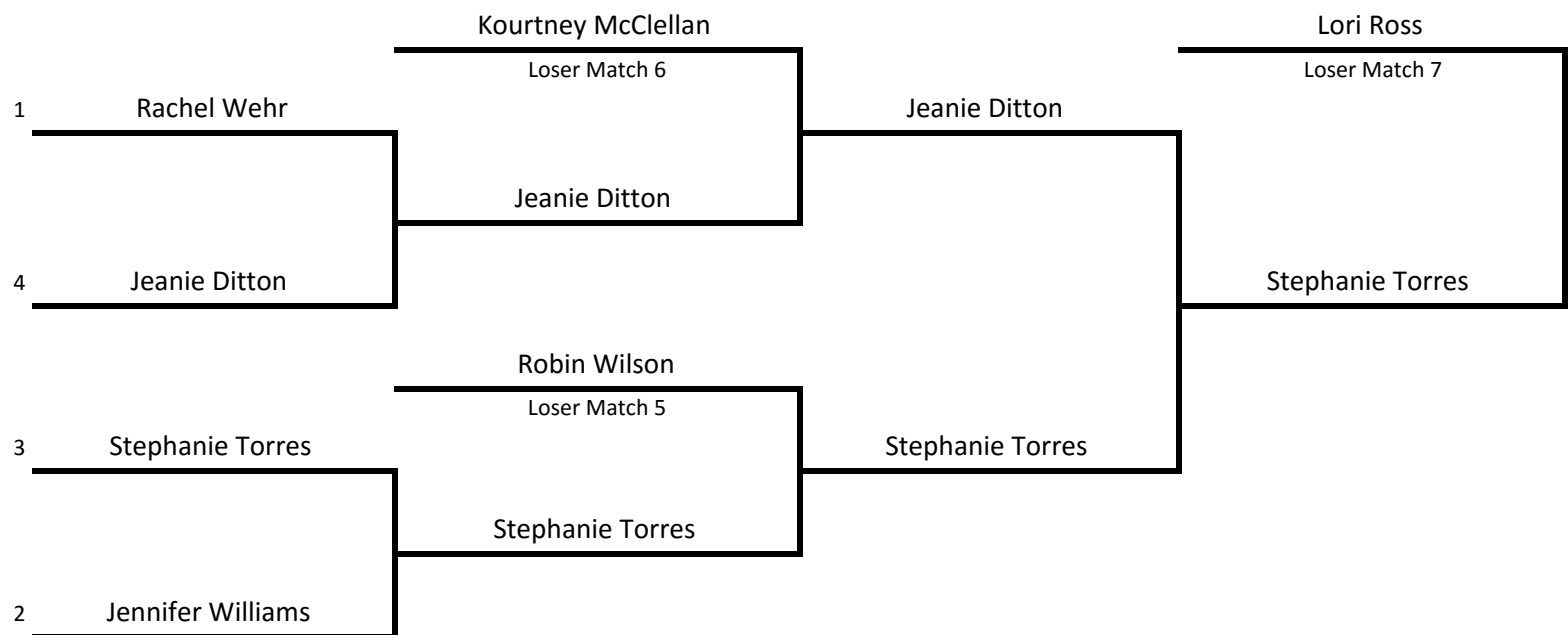 Kourtney McClellan
Lori Ross
Loser Match 6
Loser Match 7
1 Rachel Wehr
Jeanie Ditton
Jeanie Ditton
4 Jeanie Ditton
Stephanie Torres
Robin Wilson
Loser Match 5
3 Stephanie Torres
Stephanie Torres
Stephanie Torres
2 Jennifer Williams